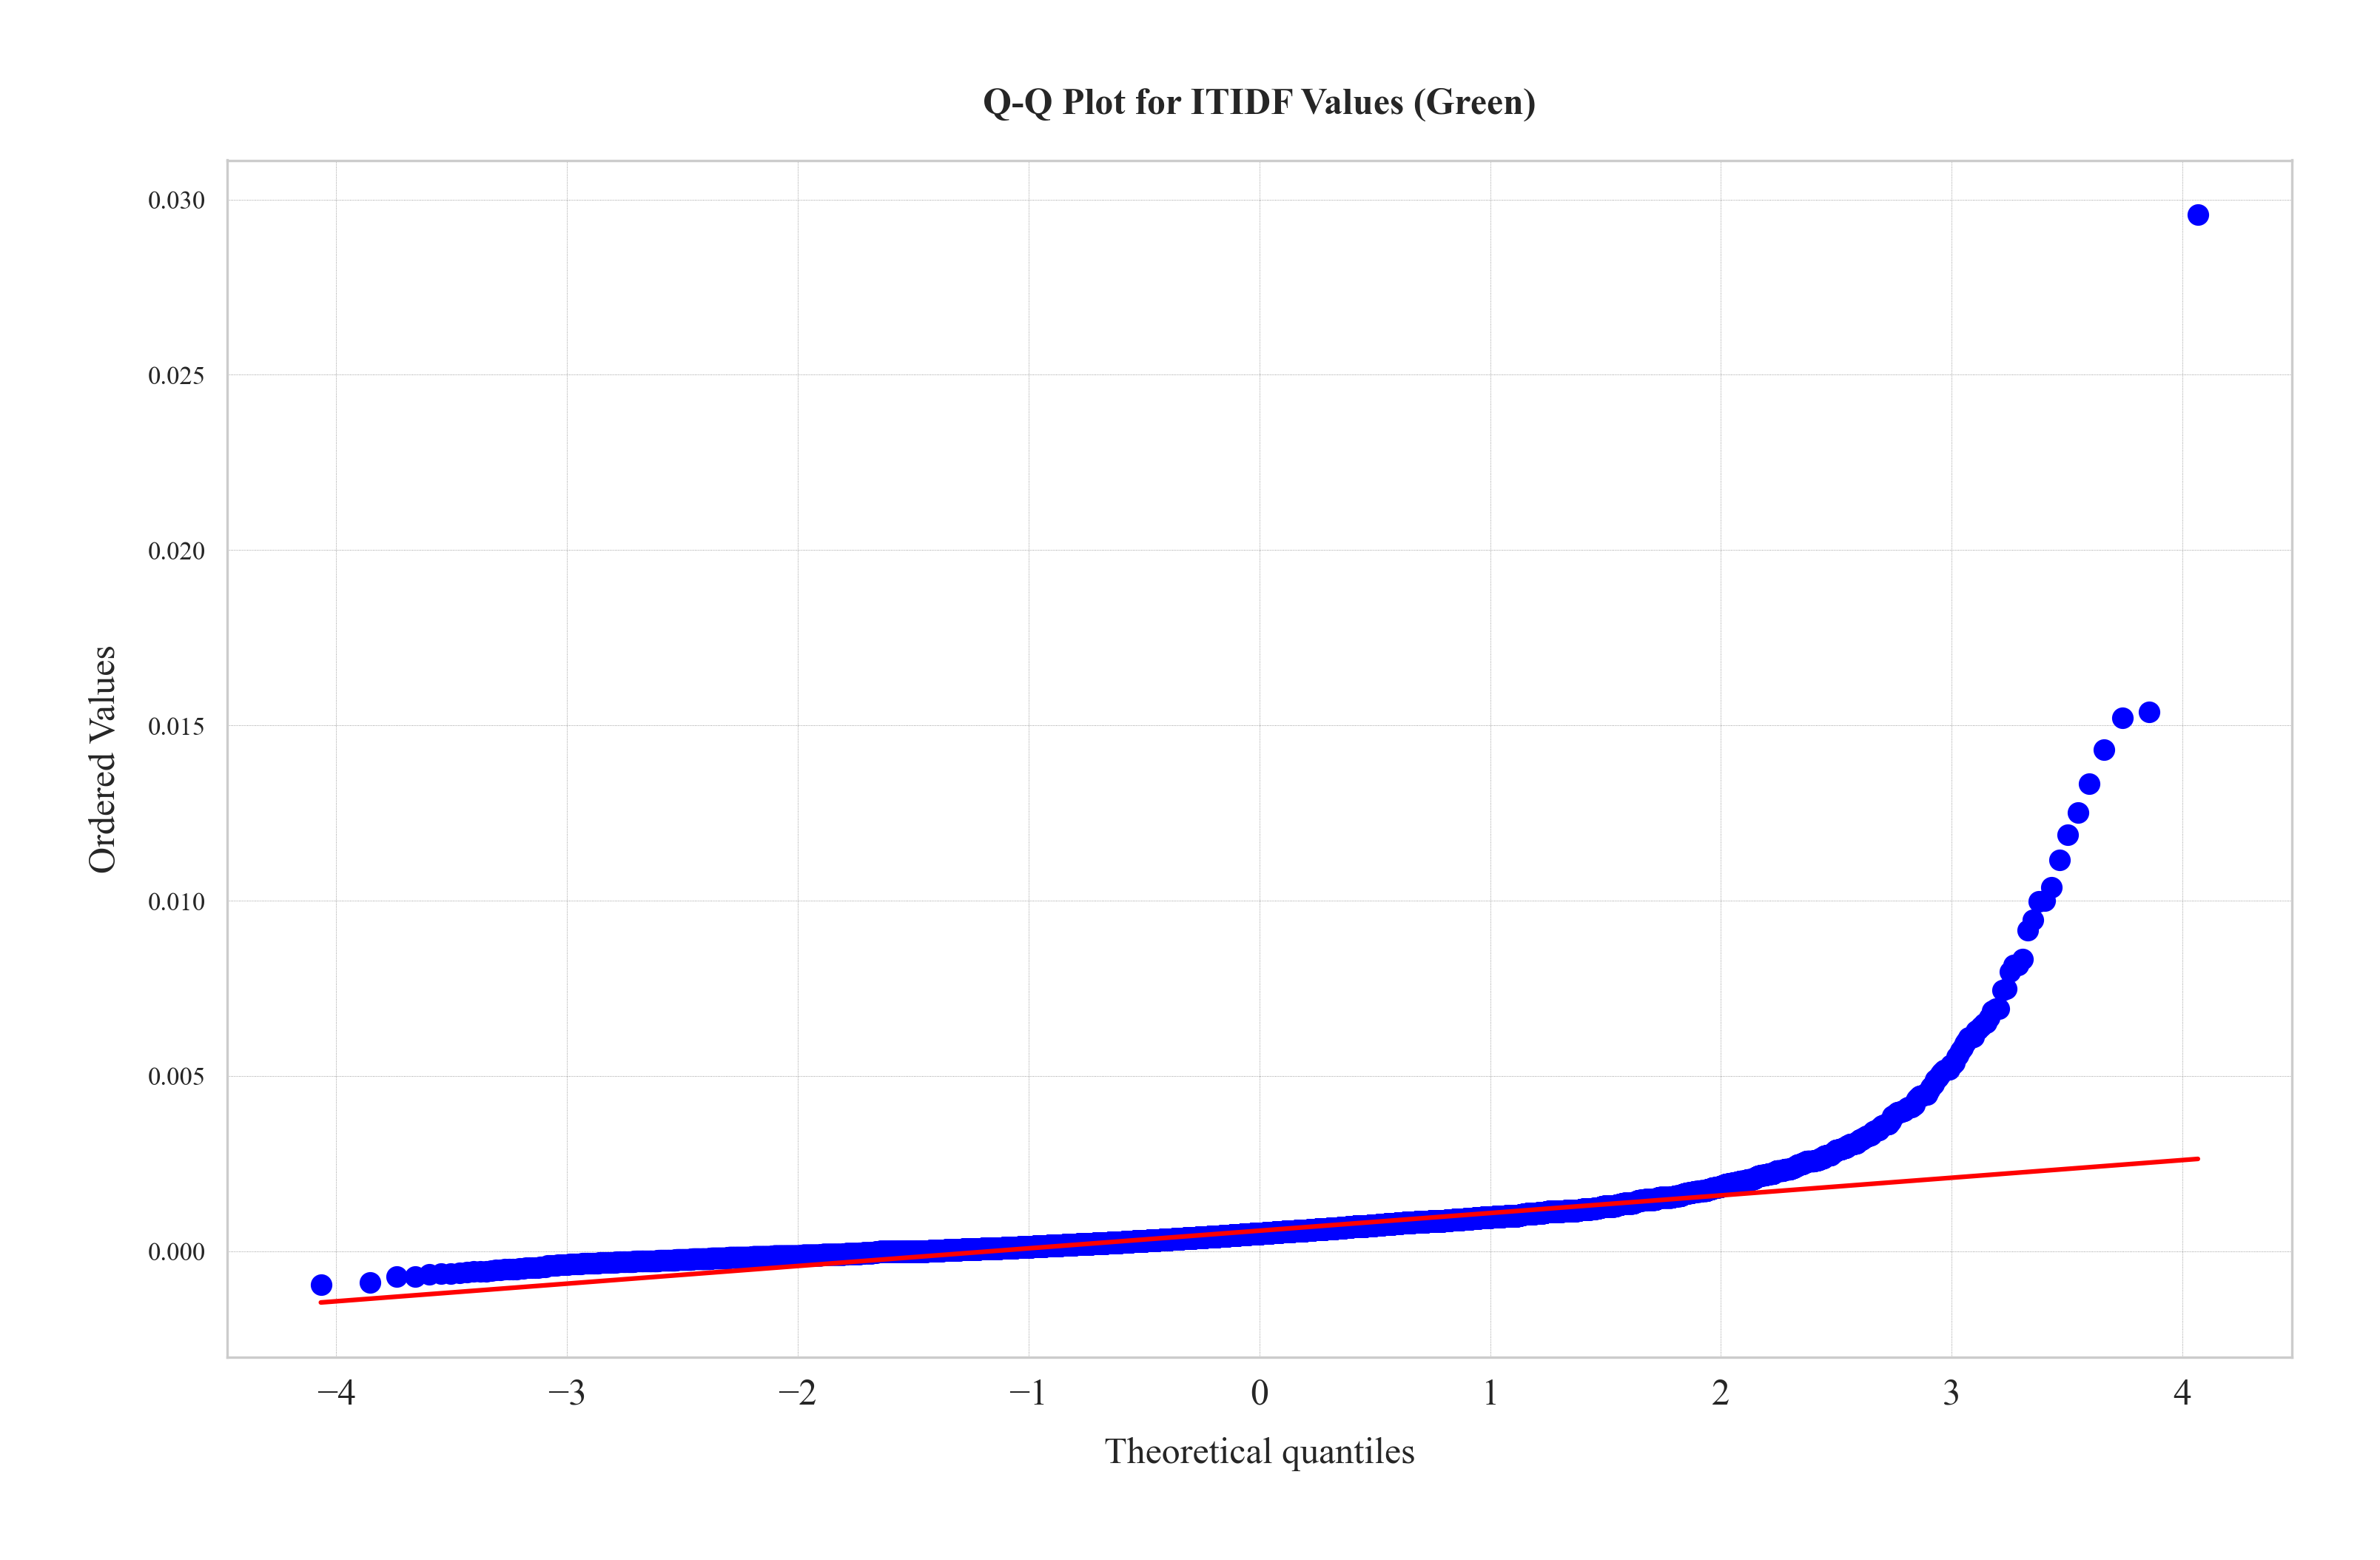 Q-Q Plot for ITIDF Values (Green)
0.030
0.025
0.020
0.015
0.010
0.005
0.000
Ordered Values
−4 −3 −2 −1 0 1 2 3 4
Theoretical quantiles